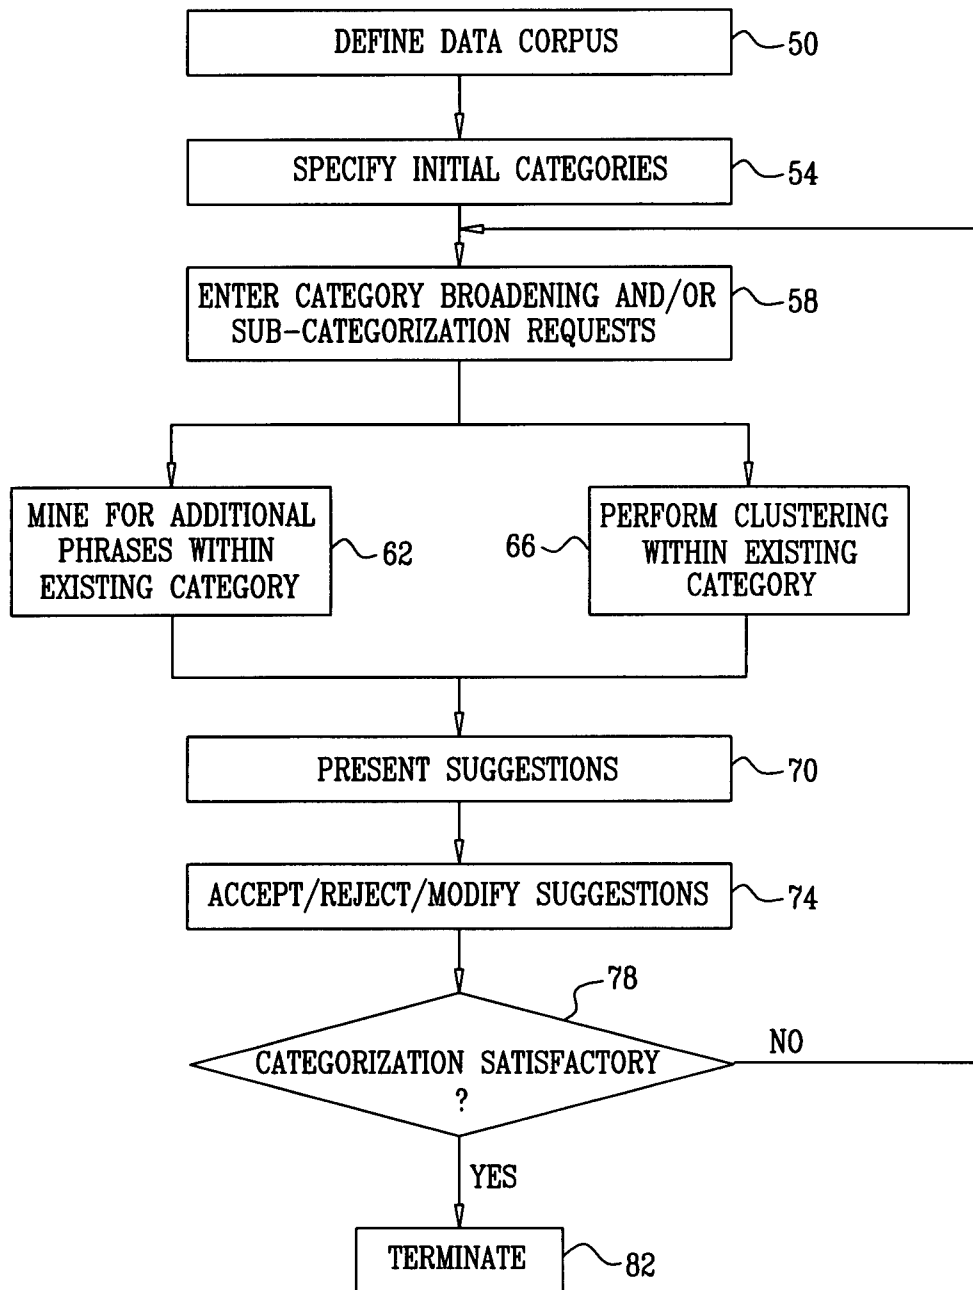 DEFINE DATA CORPUS
50
SPECIFY INITIAL CATEGORIES
54
ENTER CATEGORY BROADENING AND/OR
SUB-CATEGORIZATION REQUESTS
58
MINE FOR ADDITIONAL
PHRASES WITHIN
EXISTING CATEGORY
62
66
PERFORM CLUSTERING
WITHIN EXISTING
CATEGORY
PRESENT SUGGESTIONS
70
ACCEPT/REJECT/MODIFY SUGGESTIONS
74
78
CATEGORIZATION SATISFACTORY
?
NO
YES
TERMINATE
82